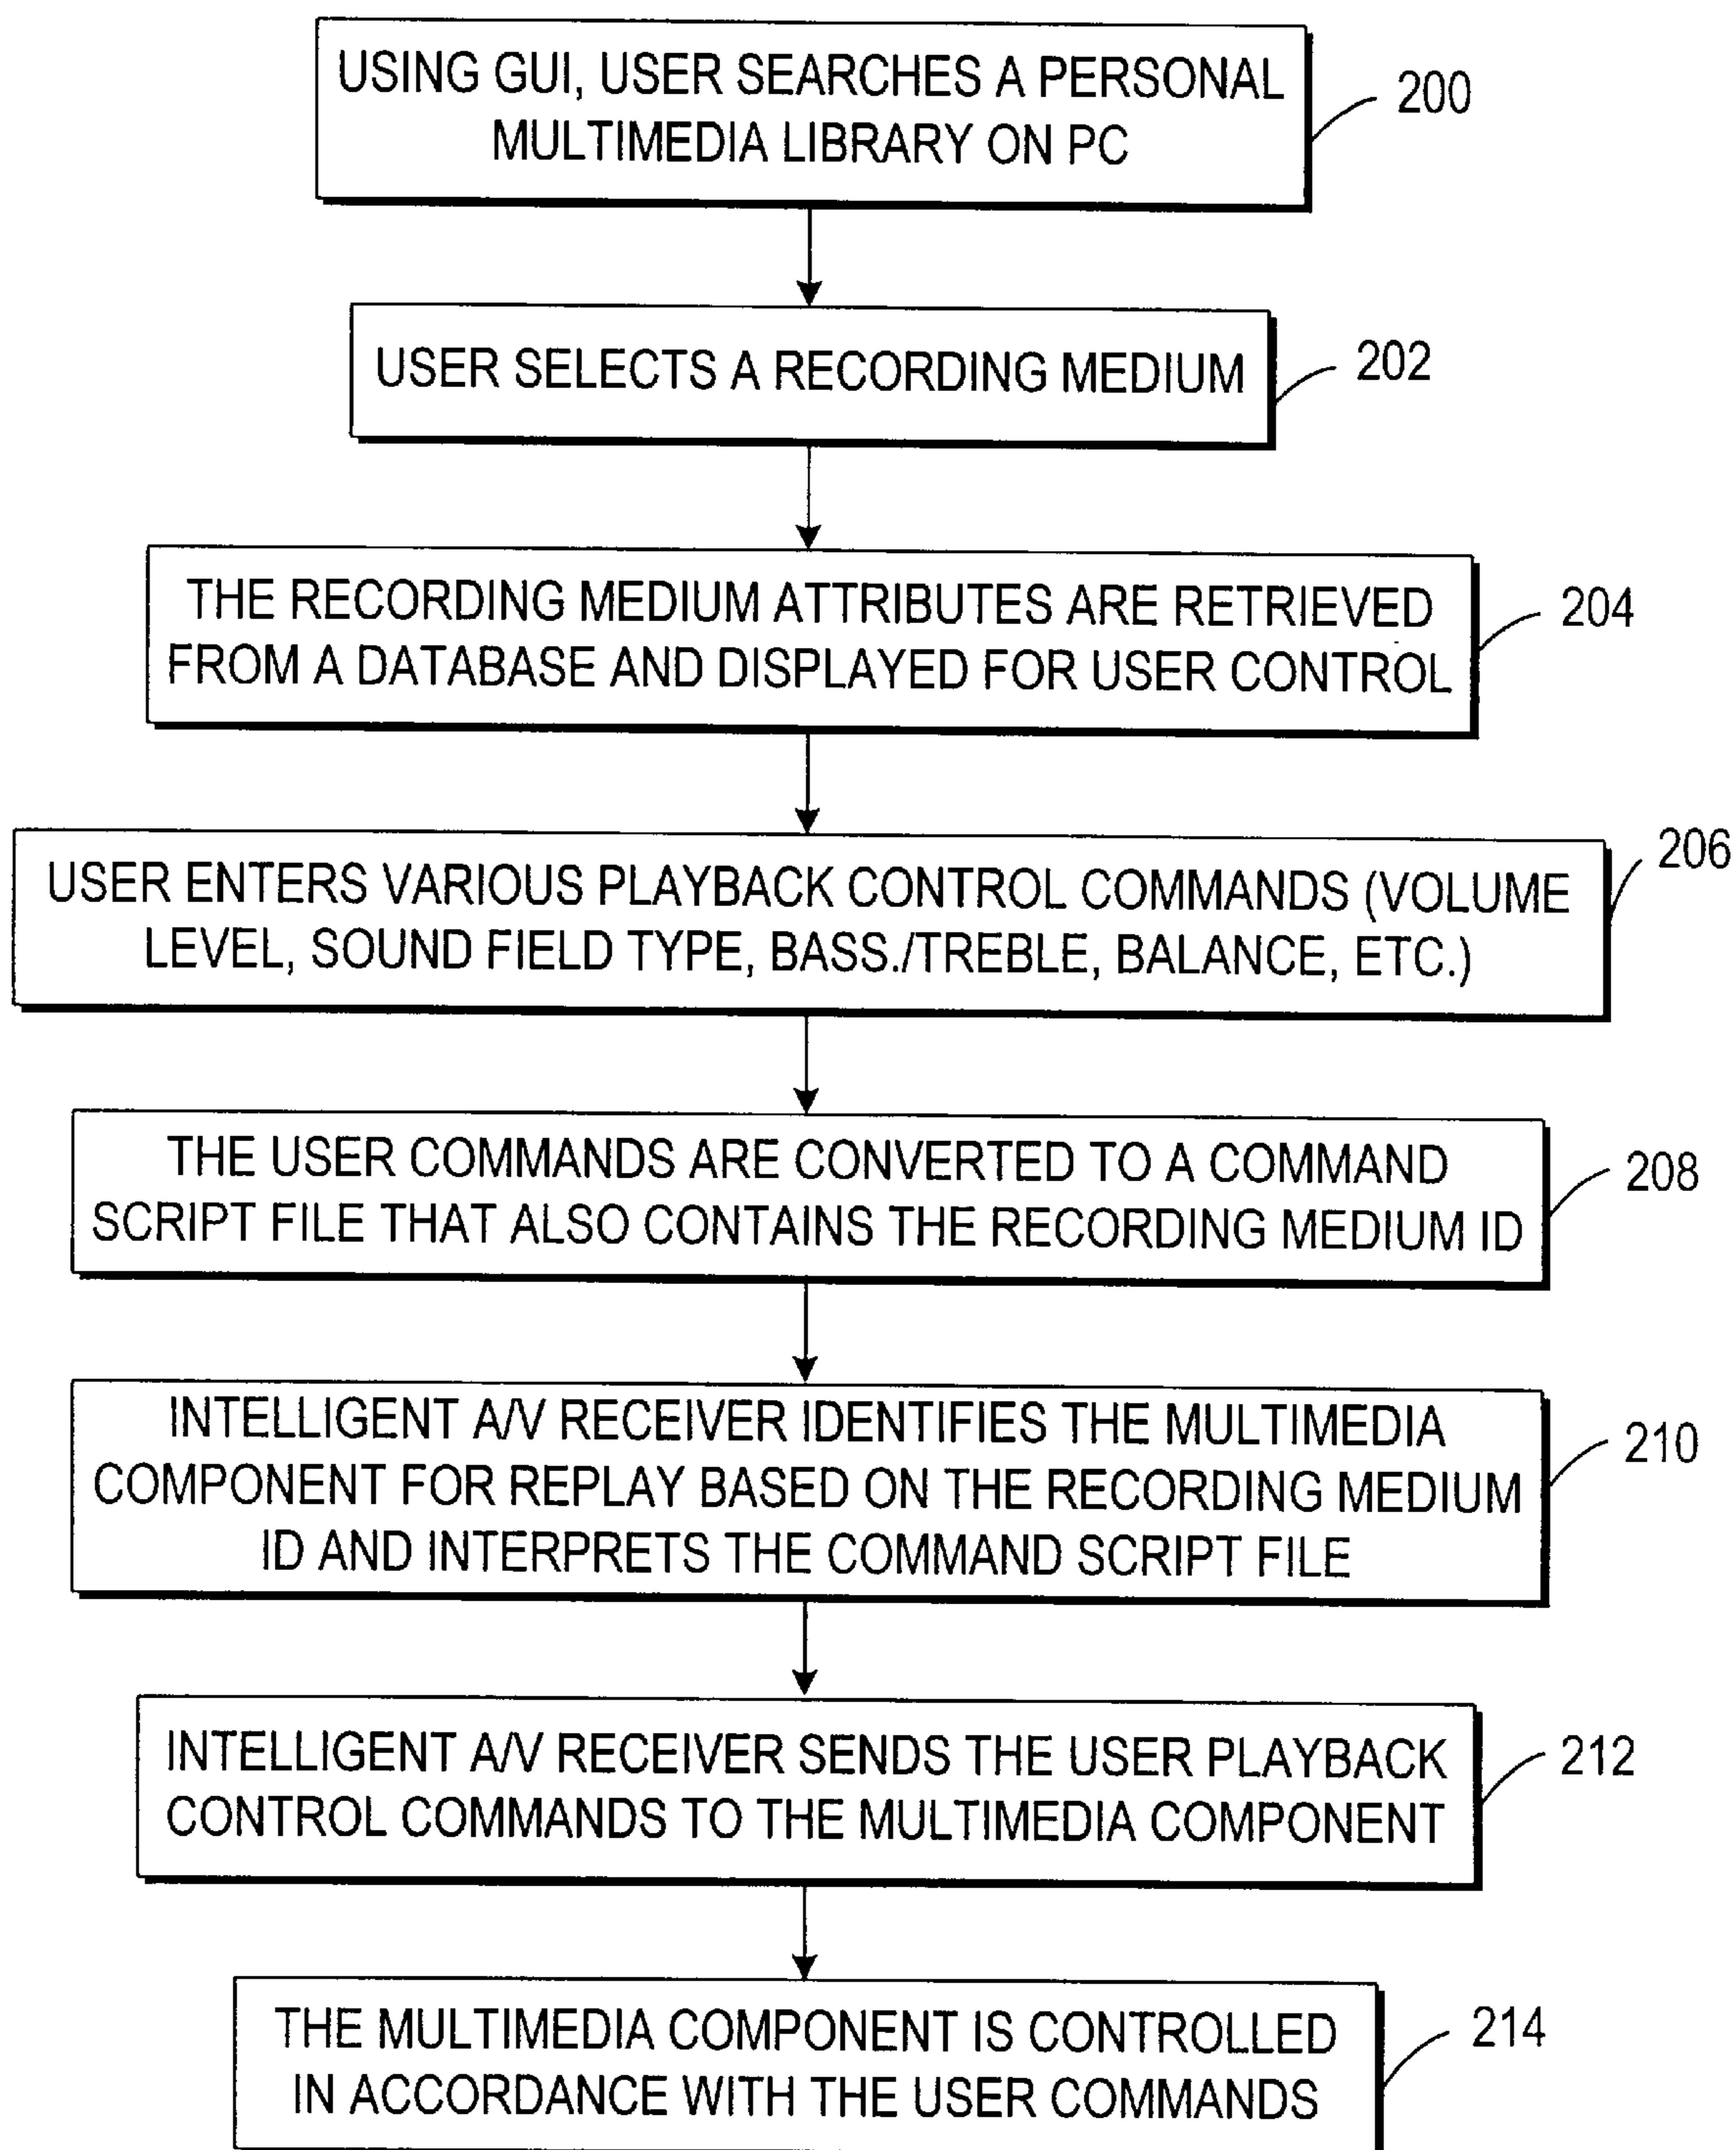 USING GUI, USER SEARCHES A PERSONAL
MULTIMEDIA LIBRARY ON PC
200
USER SELECTS A RECORDING MEDIUM
202
THE RECORDING MEDIUM ATTRIBUTES ARE RETRIEVED
FROM A DATABASE AND DISPLAYED FOR USER CONTROL
204
USER ENTERS VARIOUS PLAYBACK CONTROL COMMANDS (VOLUME
LEVEL, SOUND FIELD TYPE, BASS./TREBLE, BALANCE, ETC.)
206
THE USER COMMANDS ARE CONVERTED TO A COMMAND
SCRIPT FILE THAT ALSO CONTAINS THE RECORDING MEDIUM ID
208
INTELLIGENT A/V RECEIVER IDENTIFIES THE MULTIMEDIA
COMPONENT FOR REPLAY BASED ON THE RECORDING MEDIUM
ID AND INTERPRETS THE COMMAND SCRIPT FILE
210
INTELLIGENT A/V RECEIVER SENDS THE USER PLAYBACK
CONTROL COMMANDS TO THE MULTIMEDIA COMPONENT
212
THE MULTIMEDIA COMPONENT IS CONTROLLED
IN ACCORDANCE WITH THE USER COMMANDS
214